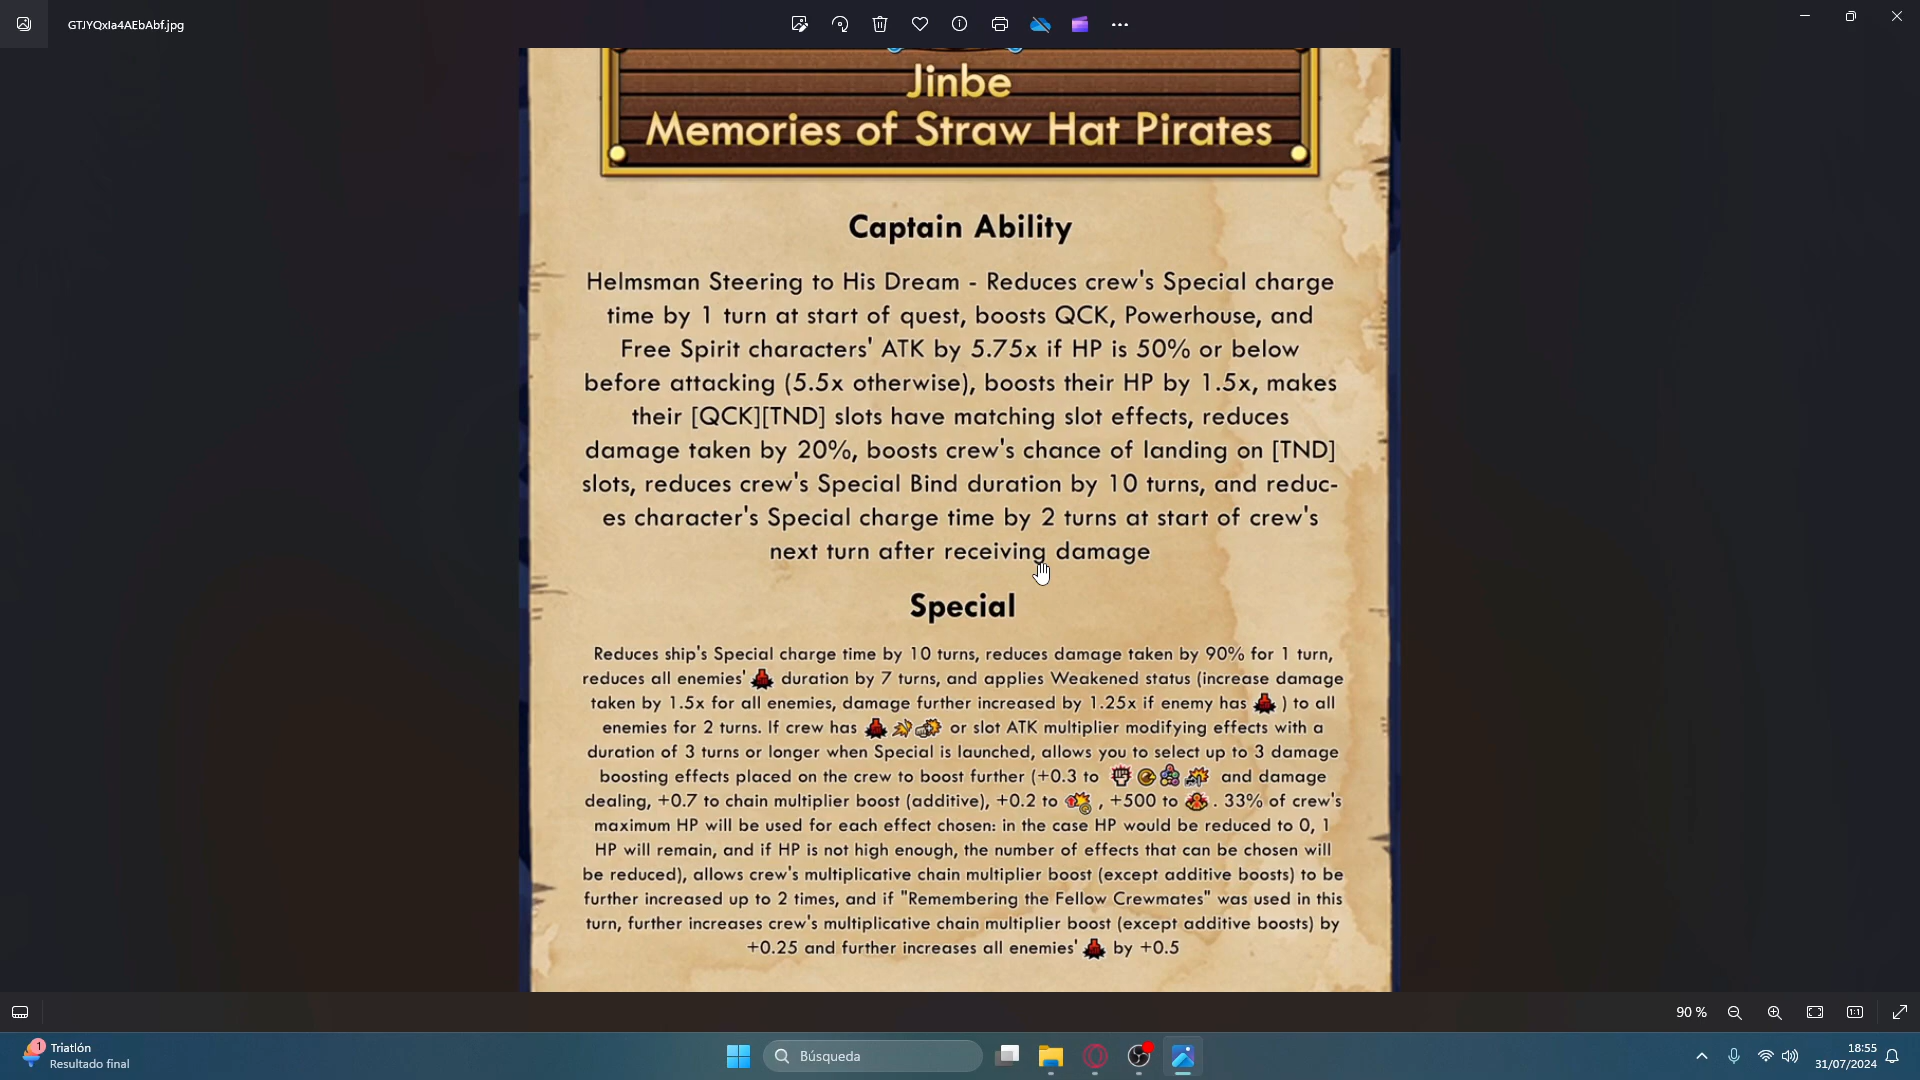 GTJYQxIa4AEbAbf.jpg
Jinbe
Memories of Straw Hat Pirates
Captain Ability
Helmsman Steering to His Dream - Reduces crew's Special charge
time by 1 turn at start of quest, boosts QCK, Powerhouse, and
Free Spirit characters' ATK by 5.75x if HP is 50% or below
before attacking (5.5x otherwise), boosts their HP by 1.5x, makes
their [QCK][TND] slots have matching slot effects, reduces
damage taken by 20%, boosts crew's chance of landing on [TND]
slots, reduces crew's Special Bind duration by 10 turns, and reduc-
es character's Special charge time by 2 turns at start of crew's
next turn after receiving damage
Special
Reduces ship's Special charge time by 10 turns, reduces damage taken by 90% for 1 turn,
reduces all enemies' duration by 7 turns, and applies Weakened status (increase damage
taken by 1.5x for all enemies, damage further increased by 1.25x if enemy has ) to all
enemies for 2 turns. If crew has or slot ATK multiplier modifying effects with a
duration of 3 turns or longer when Special is launched, allows you to select up to 3 damage
boosting effects placed on the crew to boost further (+0.3 to and damage
dealing, +0.7 to chain multiplier boost (additive), +0.2 to , +500 to . 33% of crew's
maximum HP will be used for each effect chosen: in the case HP would be reduced to 0, 1
HP will remain, and if HP is not high enough, the number of effects that can be chosen will
be reduced), allows crew's multiplicative chain multiplier boost (except additive boosts) to be
further increased up to 2 times, and if "Remembering the Fellow Crewmates" was used in this
turn, further increases crew's multiplicative chain multiplier boost (except additive boosts) by
+0.25 and further increases all enemies' by +0.5
90 %
1:1
1
Triatlón
Resultado final
Búsqueda
18:55
31/07/2024